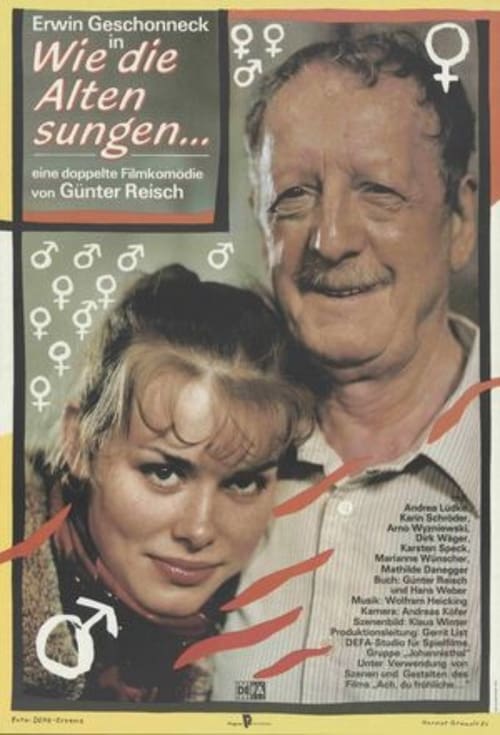 Erwin Geschonneck
in
Wie die
Alten
sungen...
eine doppelte Filmkomödie
von Günter Reisch
Andrea Lüdke,
Karin Schröder,
Arno Wyzniewski,
Dirk Wäger,
Karsten Speck,
Marianne Wünscher,
Mathilde Danegger
Buch: Günter Reisch
und Hans Weber
Musik: Wolfram Heicking
Kamera: Andreas Köfer
Szenenbild: Klaus Winter
Produktionsleitung: Gerrit List
DEFA-Studio für Spielfilme
Gruppe „Johannisthal"
Unter Verwendung von
Szenen und Gestalten des
Films „Ach, du fröhliche..."
DEFA
Foto: DEFA-